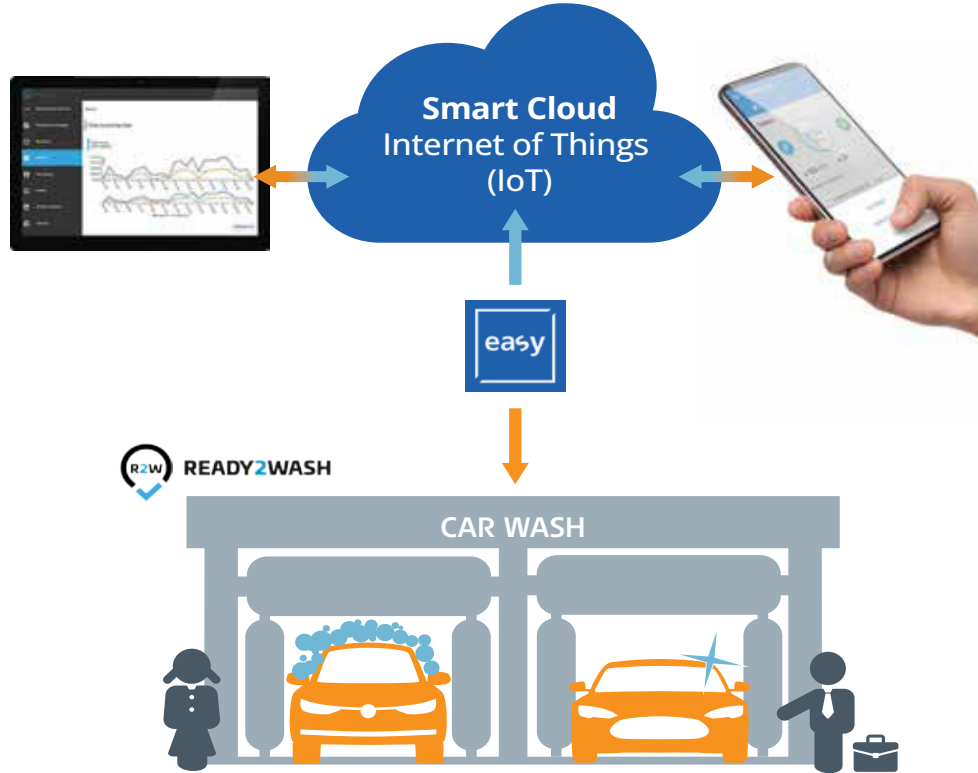 Smart Cloud
Internet of Things
(IoT)
easy
R2W READY2WASH
CAR WASH